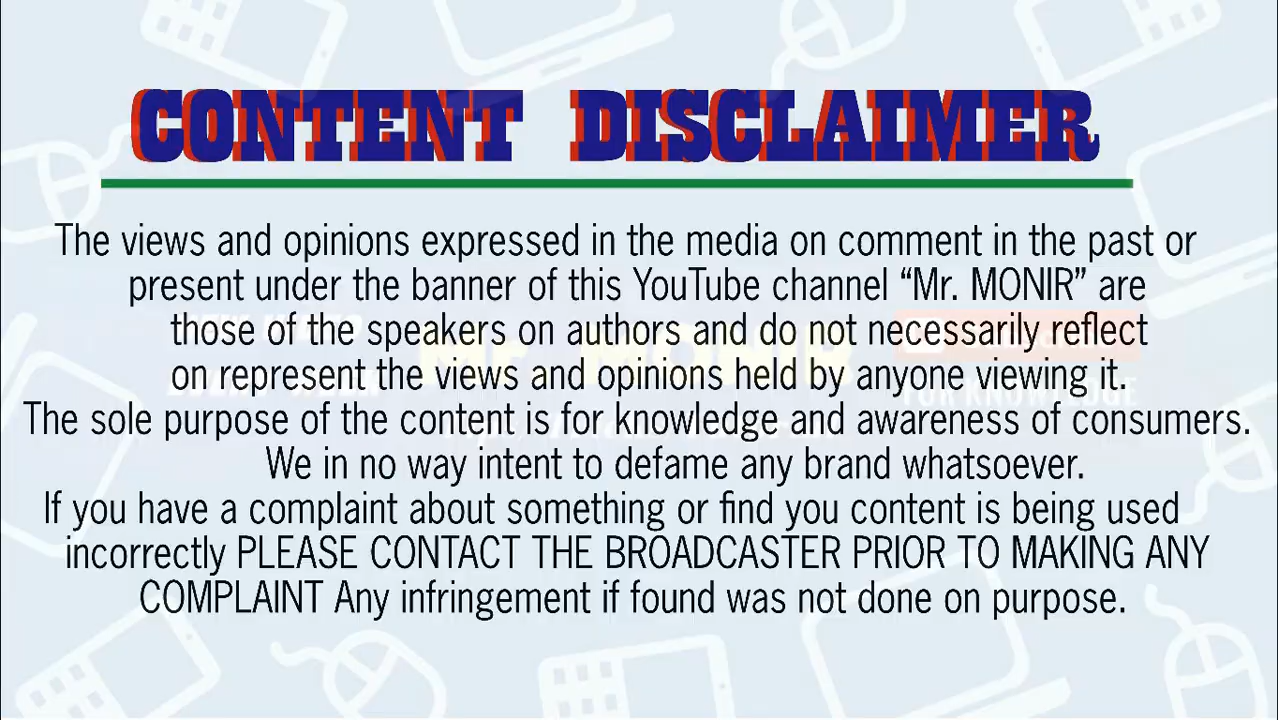 CONTENT DISCLAIMER
The views and opinions expressed in the media on comment in the past or
present under the banner of this YouTube channel “Mr. MONIR” are
those of the speakers on authors and do not necessarily reflect
on represent the views and opinions held by anyone viewing it.
The sole purpose of the content is for knowledge and awareness of consumers.
We in no way intent to defame any brand whatsoever.
If you have a complaint about something or find you content is being used
incorrectly PLEASE CONTACT THE BROADCASTER PRIOR TO MAKING ANY
COMPLAINT Any infringement if found was not done on purpose.
Mr. MONIR
FOR KNOWLEDGE